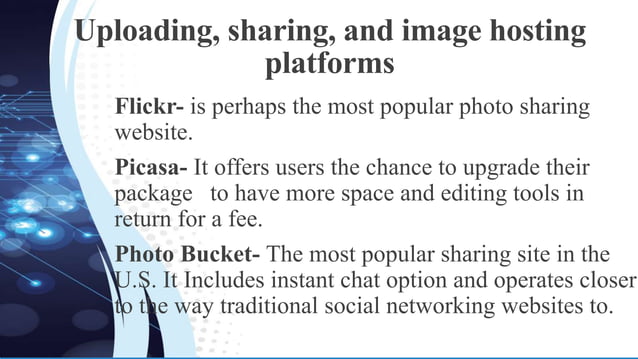 Uploading, sharing, and image hosting
platforms
Flickr- is perhaps the most popular photo sharing
website.
Picasa- It offers users the chance to upgrade their
package   to have more space and editing tools in
return for a fee.
Photo Bucket- The most popular sharing site in the
U.S. It Includes instant chat option and operates closer
to the way traditional social networking websites to.